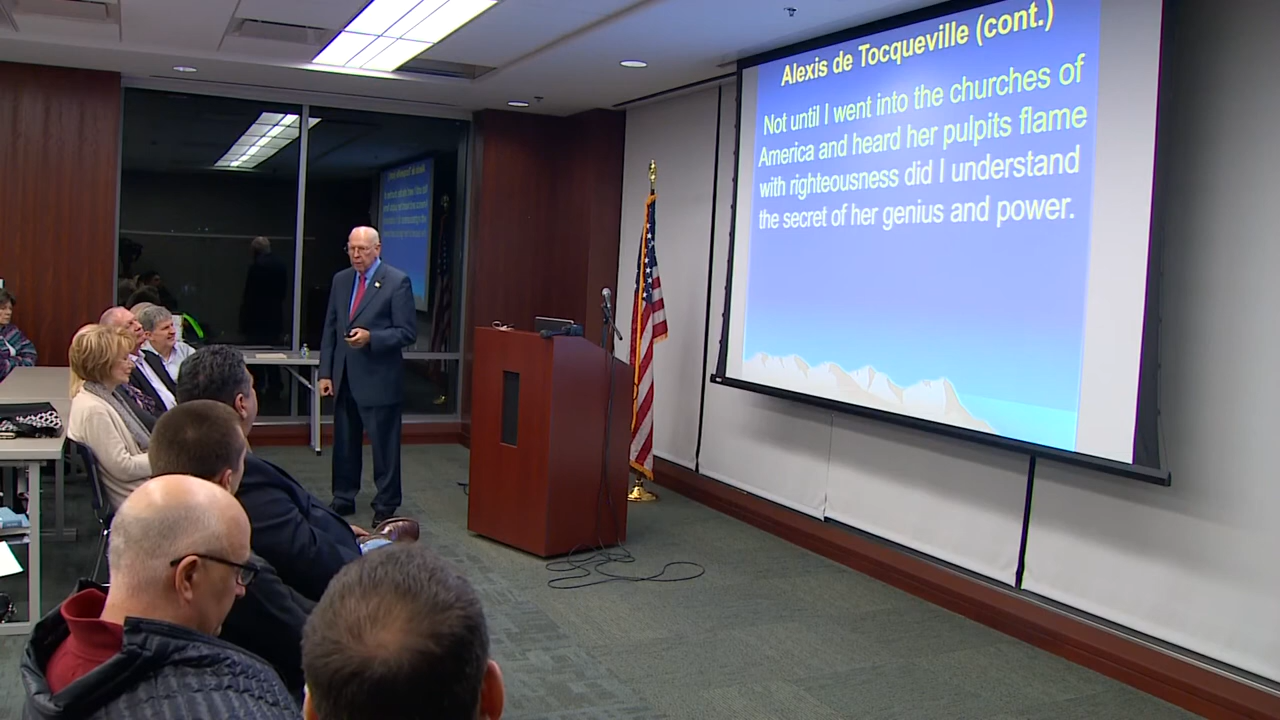 Alexis de Tocqueville (cont.)
Not until I went into the churches of
America and heard her pulpits flame
with righteousness did I understand
the secret of her genius and power.